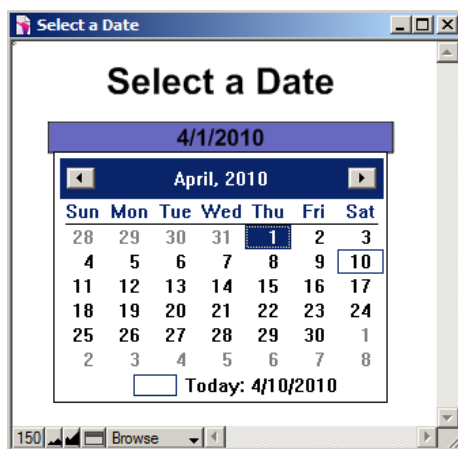 Select a Date
Select a Date
4/1/2010
April, 2010
Sun Mon Tue Wed Thu Fri Sat
28 29 30 31 1 2 3
4 5 6 7 8 9 10
11 12 13 14 15 16 17
18 19 20 21 22 23 24
25 26 27 28 29 30 1
2 3 4 5 6 7 8
Today: 4/10/2010
150 Browse